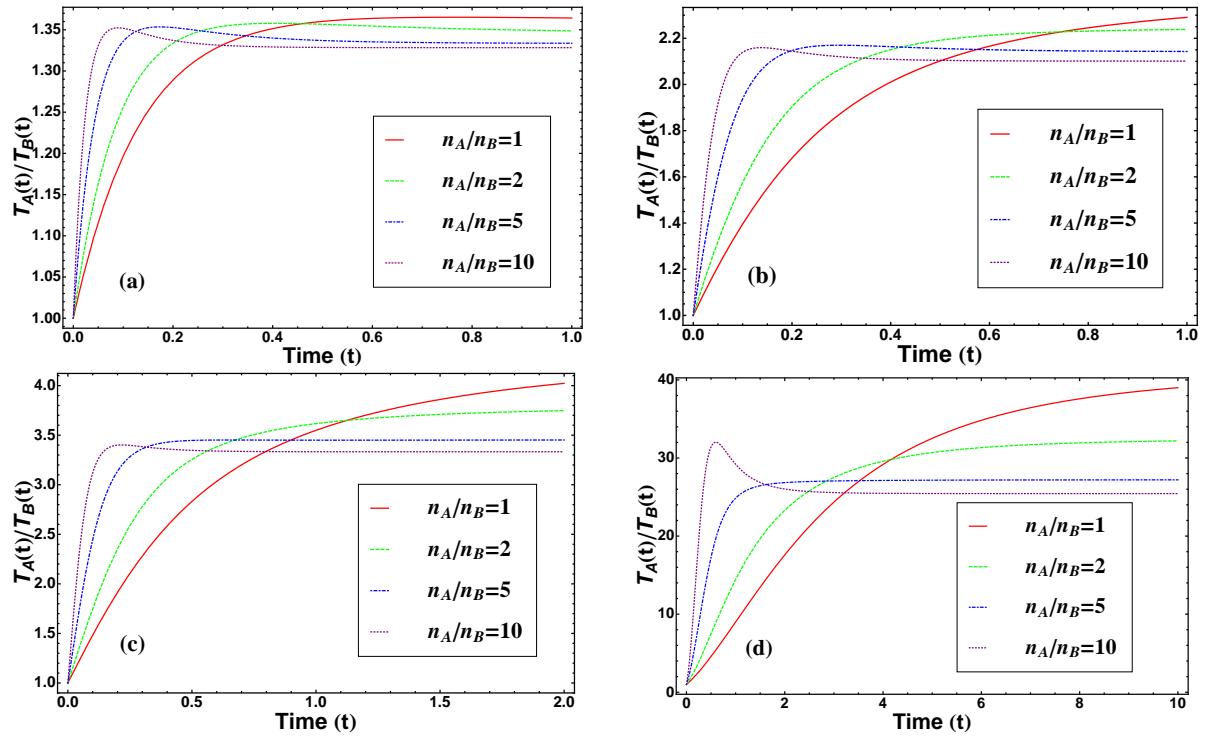 1.35
1.30
1.25
1.20
1.15
1.10
1.05
1.00
T_A(t)/T_B(t)
n_A/n_B=1
n_A/n_B=2
n_A/n_B=5
n_A/n_B=10
(a)
0.0 0.2 0.4 0.6 0.8 1.0
Time (t)
2.2
2.0
1.8
1.6
1.4
1.2
1.0
T_A(t)/T_B(t)
n_A/n_B=1
n_A/n_B=2
n_A/n_B=5
n_A/n_B=10
(b)
0.0 0.2 0.4 0.6 0.8 1.0
Time (t)
4.0
3.5
3.0
2.5
2.0
1.5
1.0
T_A(t)/T_B(t)
n_A/n_B=1
n_A/n_B=2
n_A/n_B=5
n_A/n_B=10
(c)
0.0 0.5 1.0 1.5 2.0
Time (t)
40
30
20
10
0
T_A(t)/T_B(t)
n_A/n_B=1
n_A/n_B=2
n_A/n_B=5
n_A/n_B=10
(d)
0 2 4 6 8 10
Time (t)